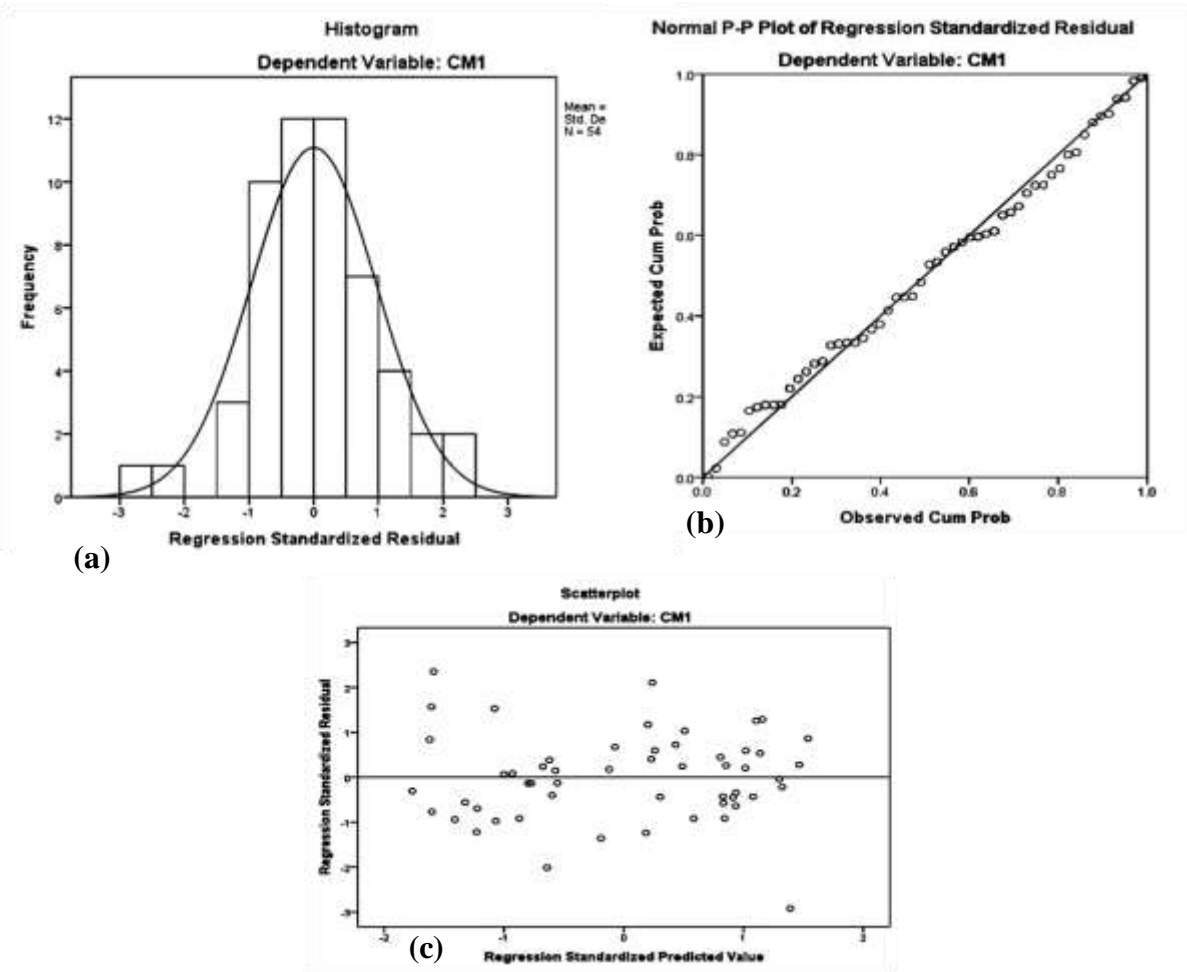 Histogram
Dependent Variable: CM1
Mean =
Std. De
N = 54
Frequency
12
10
8
6
4
2
0
-3 -2 -1 0 1 2 3
Regression Standardized Residual
(a)
Normal P-P Plot of Regression Standardized Residual
Dependent Variable: CM1
Expected Cum Prob
1.0
0.8
0.6
0.4
0.2
0.0
0.0 0.2 0.4 0.6 0.8 1.0
Observed Cum Prob
(b)
Scatterplot
Dependent Variable: CM1
Regression Standardized Residual
3
2
1
0
-1
-2
-3
-2 -1 0 1
Regression Standardized Predicted Value
(c)